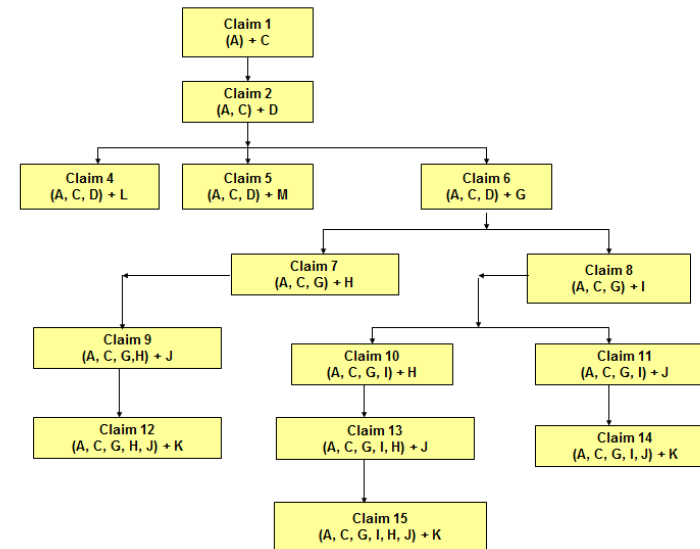 Claim 1
(A) + C
Claim 2
(A, C) + D
Claim 4
(A, C, D) + L
Claim 5
(A, C, D) + M
Claim 6
(A, C, D) + G
Claim 7
(A, C, G) + H
Claim 8
(A, C, G) + I
Claim 9
(A, C, G,H) + J
Claim 10
(A, C, G, I) + H
Claim 11
(A, C, G, I) + J
Claim 12
(A, C, G, H, J) + K
Claim 13
(A, C, G, I, H) + J
Claim 14
(A, C, G, I, J) + K
Claim 15
(A, C, G, I, H, J) + K